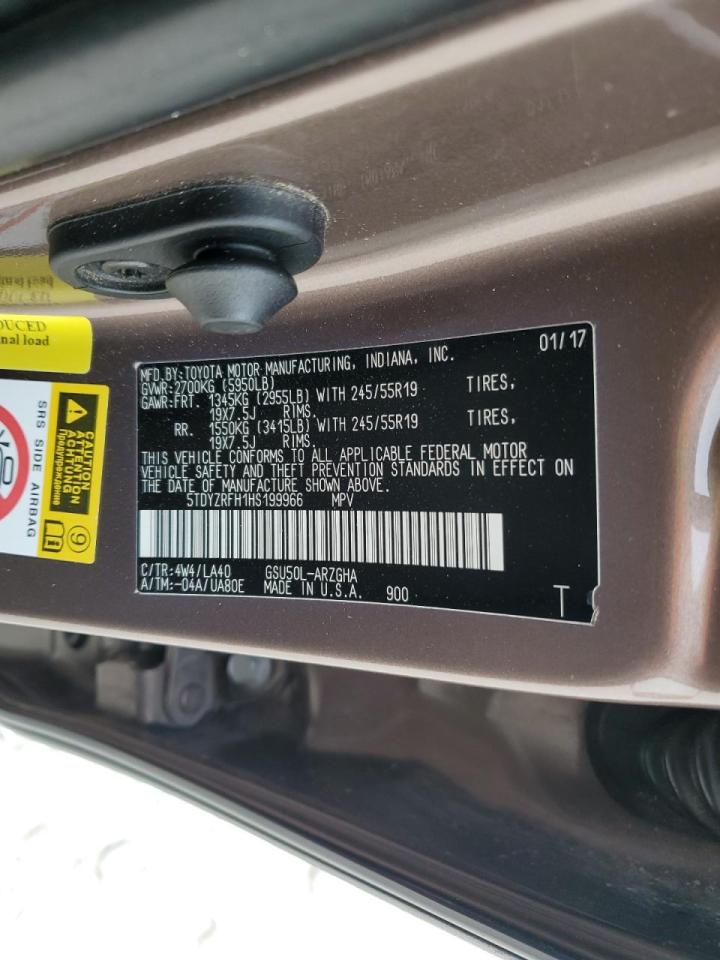 MFD.BY:TOYOTA MOTOR MANUFACTURING, INDIANA, INC. 01/17
GVWR:2700KG (5950LB)
GAWR:FRT. 1345KG (2955LB) WITH 245/55R19 TIRES,
19X7.5J RIMS.
RR. 1550KG (3415LB) WITH 245/55R19 TIRES,
19X7.5J RIMS.
THIS VEHICLE CONFORMS TO ALL APPLICABLE FEDERAL MOTOR
VEHICLE SAFETY AND THEFT PREVENTION STANDARDS IN EFFECT ON
THE DATE OF MANUFACTURE SHOWN ABOVE.
5TDYZRFH1HS199966 MPV
C/TR:4W4/LA40 GSU50L-ARZGHA
A/TM:-04A/UA80E MADE IN U.S.A. 900 T
DUCED
nal load
SRS SIDE AIRBAG
CAUTION
ATTENTION
ACHTUNG
Предупреждение
9